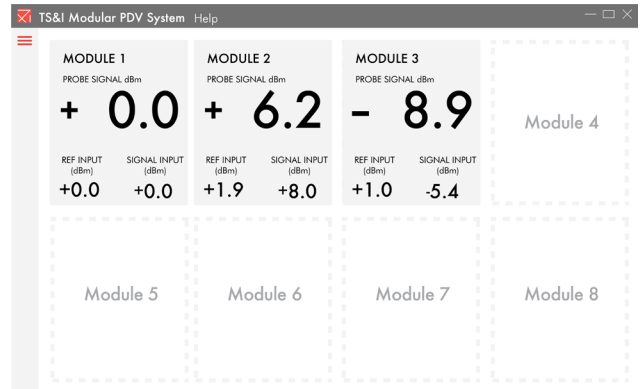 TS&I Modular PDV System Help
MODULE 1
PROBE SIGNAL dBm
+ 0.0
REF INPUT SIGNAL INPUT
(dBm) (dBm)
+0.0 +0.0
MODULE 2
PROBE SIGNAL dBm
+ 6.2
REF INPUT SIGNAL INPUT
(dBm) (dBm)
+1.9 +8.0
MODULE 3
PROBE SIGNAL dBm
- 8.9
REF INPUT SIGNAL INPUT
(dBm) (dBm)
+1.0 -5.4
Module 4
Module 5
Module 6
Module 7
Module 8